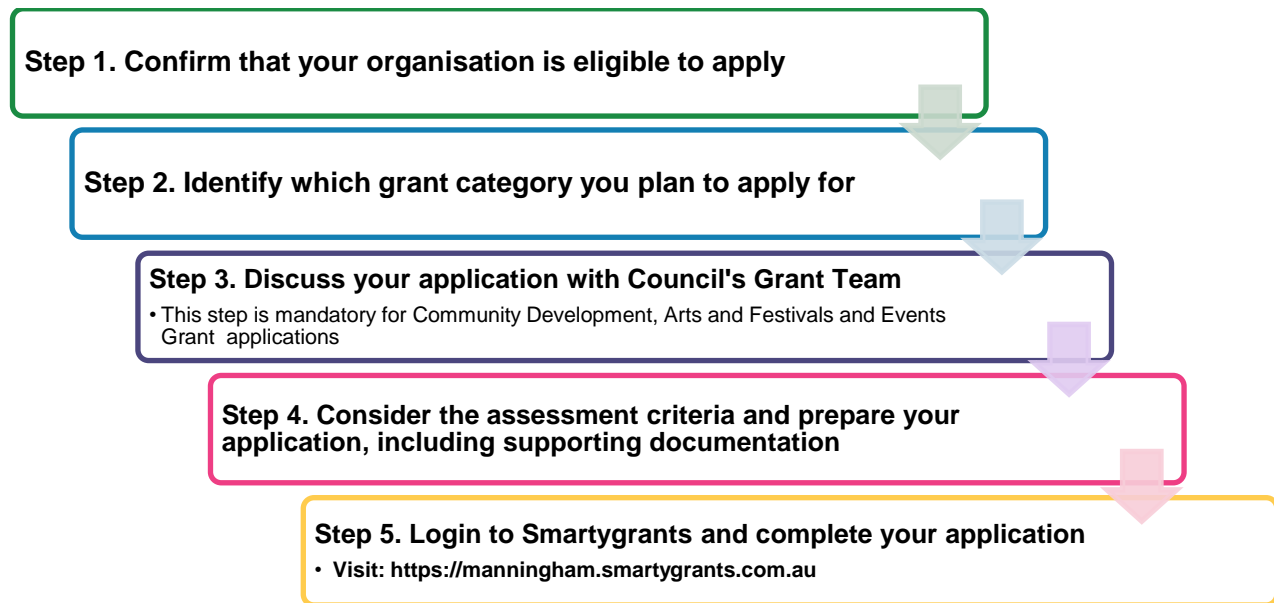 Step 1. Confirm that your organisation is eligible to apply
Step 2. Identify which grant category you plan to apply for
Step 3. Discuss your application with Council's Grant Team
• This step is mandatory for Community Development, Arts and Festivals and Events
Grant applications
Step 4. Consider the assessment criteria and prepare your
application, including supporting documentation
Step 5. Login to Smartygrants and complete your application
• Visit: https://manningham.smartygrants.com.au